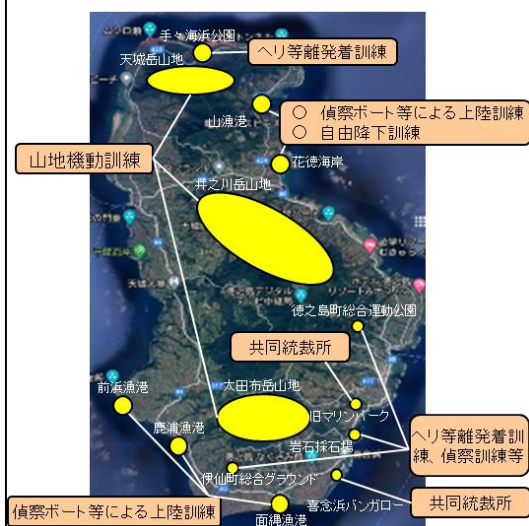 手々海浜公園
ヘリ等離発着訓練
天城岳山地
山漁港
○ 偵察ボート等による上陸訓練
○ 自由降下訓練
山地機動訓練
花徳海岸
井之川岳山地
徳之島町総合運動公園
共同統裁所
太田布岳山地
前浜漁港
旧マリンパーク
鹿浦漁港
岩石採石場
ヘリ等離発着訓
練、偵察訓練等
伊仙町総合グラウンド
喜念浜バンガロー
共同統裁所
偵察ボート等による上陸訓練
面縄漁港